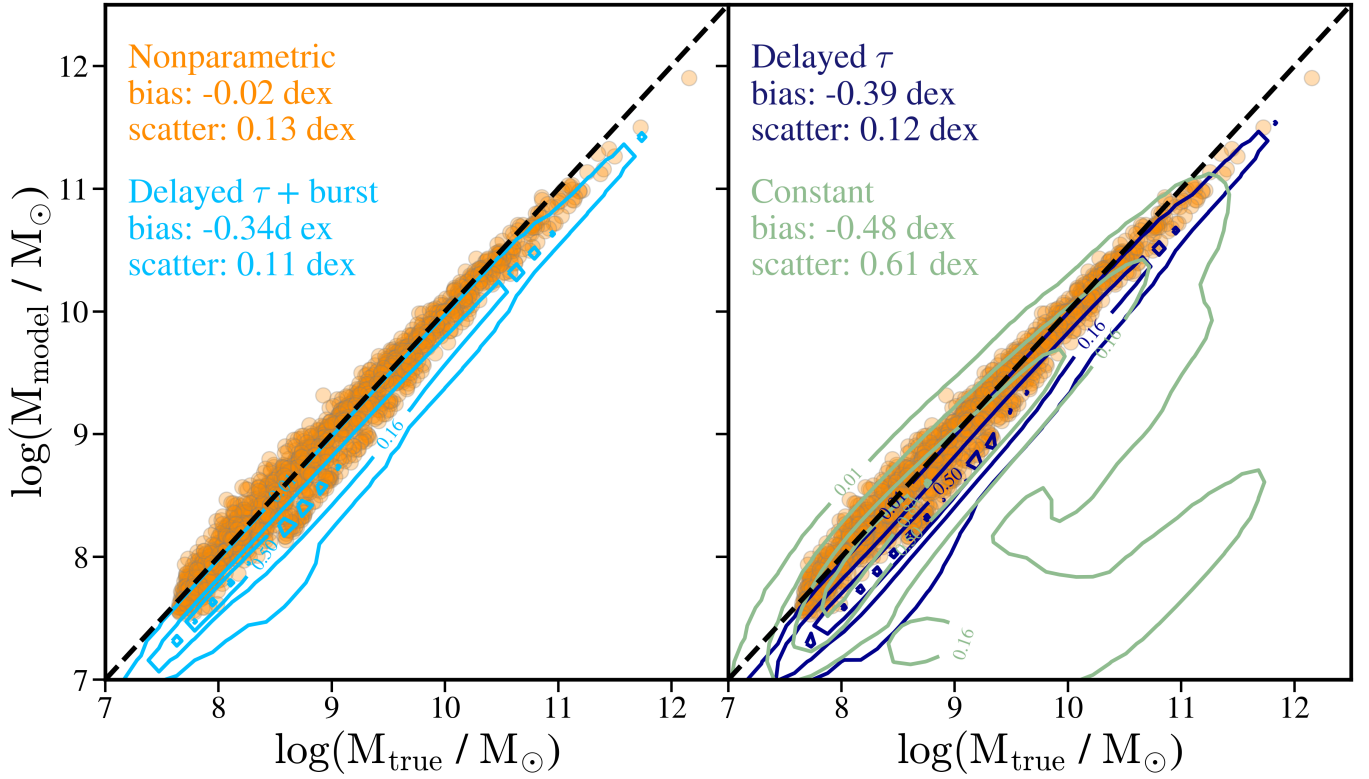 Nonparametric
bias: -0.02 dex
scatter: 0.13 dex
Delayed τ + burst
bias: -0.34d ex
scatter: 0.11 dex
0.16
0.50
log(M_model / M_⊙)
12
11
10
9
8
7
7 8 9 10 11 12
log(M_true / M_⊙)
Delayed τ
bias: -0.39 dex
scatter: 0.12 dex
Constant
bias: -0.48 dex
scatter: 0.61 dex
0.16
0.16
0.01
0.50
0.01
0.16
7 8 9 10 11 12
log(M_true / M_⊙)